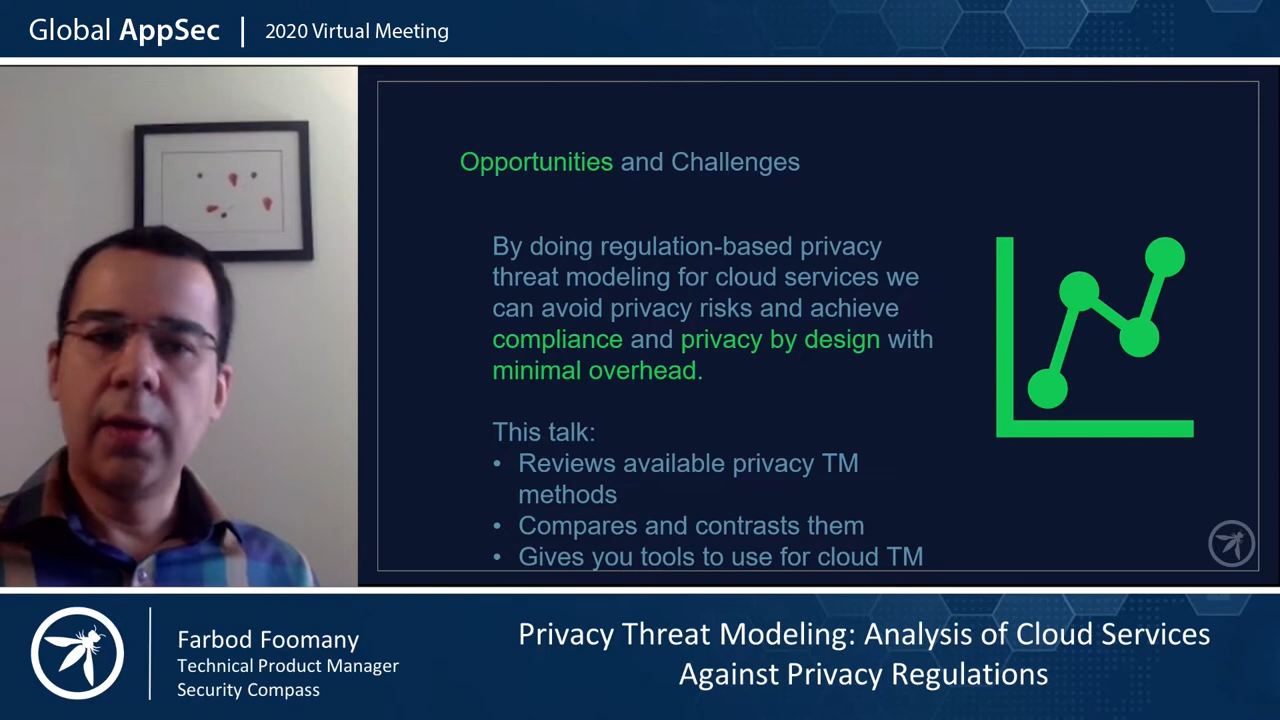 Global AppSec | 2020 Virtual Meeting
Opportunities and Challenges
By doing regulation-based privacy
threat modeling for cloud services we
can avoid privacy risks and achieve
compliance and privacy by design with
minimal overhead.
This talk:
• Reviews available privacy TM
methods
• Compares and contrasts them
• Gives you tools to use for cloud TM
Farbod Foomany
Technical Product Manager
Security Compass
Privacy Threat Modeling: Analysis of Cloud Services
Against Privacy Regulations